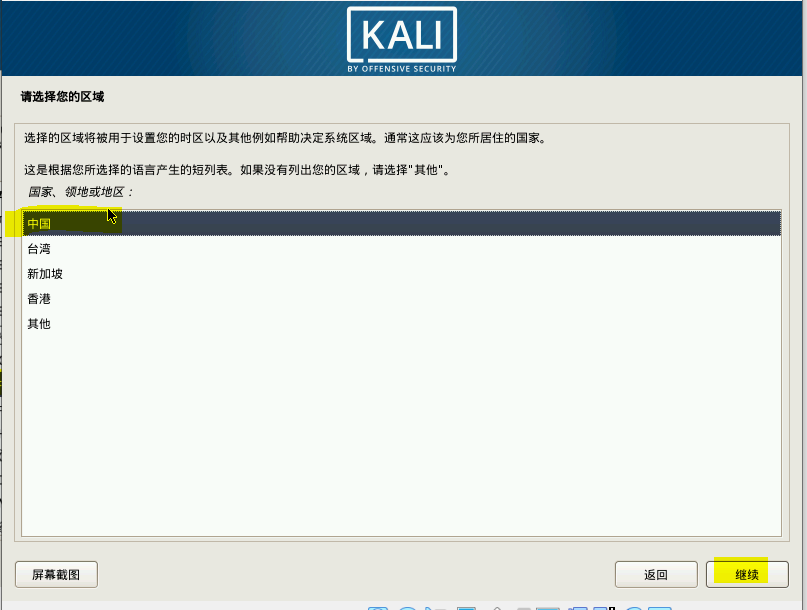 KALI
BY OFFENSIVE SECURITY
请选择您的区域
选择的区域将被用于设置您的时区以及其他例如帮助决定系统区域。通常这应该为您所居住的国家。
这是根据您所选择的语言产生的短列表。如果没有列出您的区域，请选择"其他"。
国家、领地或地区：
中国
台湾
新加坡
香港
其他
屏幕截图
返回
继续